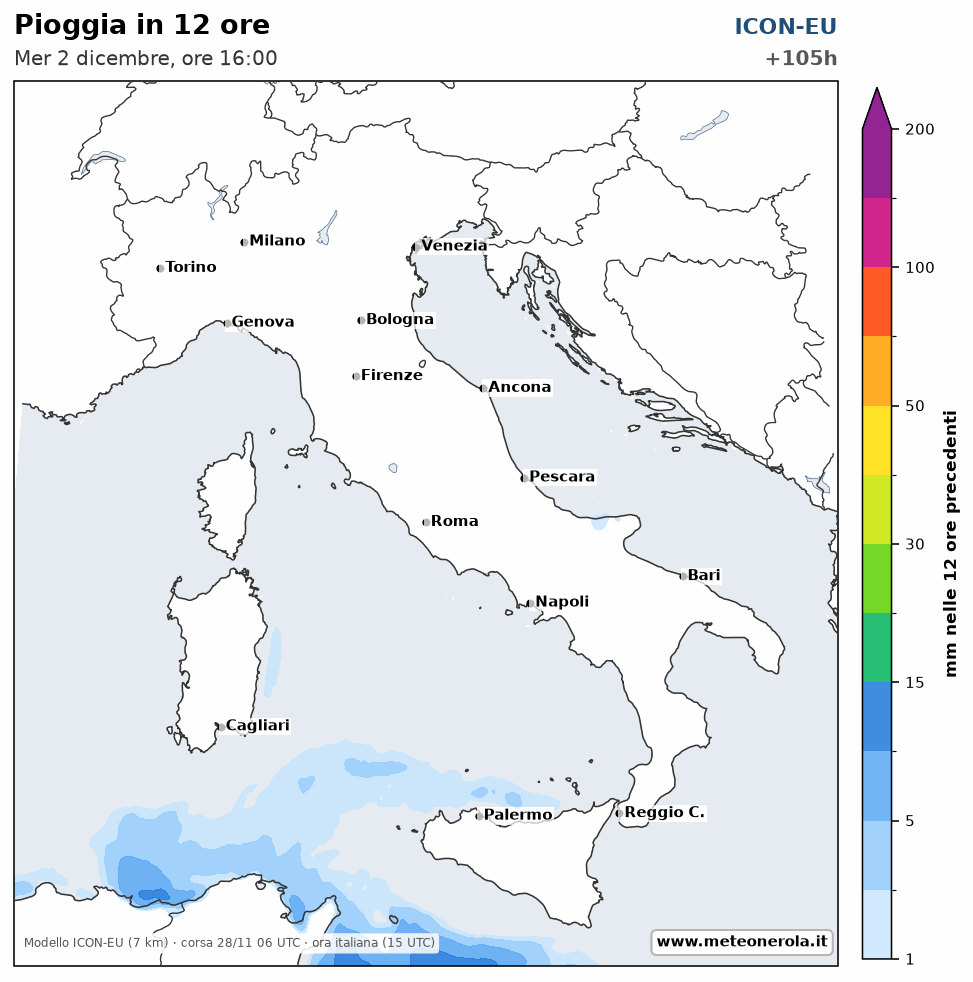 Pioggia in 12 ore
ICON-EU
Mer 2 dicembre, ore 16:00
+105h
200
Milano
Venezia
Torino
100
Genova
Bologna
Firenze
Ancona
50
Pescara
Roma
30
Bari
Napoli
15
Cagliari
Palermo
Reggio C.
5
1
mm nelle 12 ore precedenti
Modello ICON-EU (7 km) · corsa 28/11 06 UTC · ora italiana (15 UTC)
www.meteonerola.it